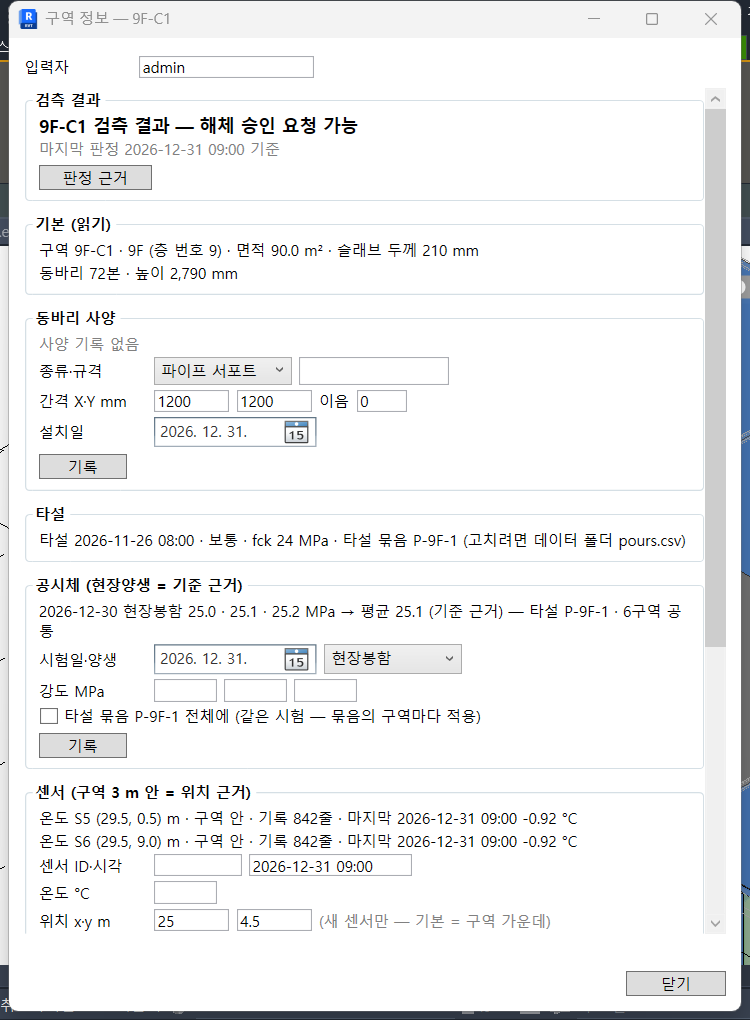 구역 정보 — 9F-C1
입력자 admin
검측 결과
9F-C1 검측 결과 — 해체 승인 요청 가능
마지막 판정 2026-12-31 09:00 기준
판정 근거
기본 (읽기)
구역 9F-C1 · 9F (층 번호 9) · 면적 90.0 m² · 슬래브 두께 210 mm
동바리 72본 · 높이 2,790 mm
동바리 사양
사양 기록 없음
종류·규격 파이프 서포트
간격 X·Y mm 1200 1200 이음 0
설치일 2026. 12. 31. 15
기록
타설
타설 2026-11-26 08:00 · 보통 · fck 24 MPa · 타설 묶음 P-9F-1 (고치려면 데이터 폴더 pours.csv)
공시체 (현장양생 = 기준 근거)
2026-12-30 현장봉함 25.0 · 25.1 · 25.2 MPa → 평균 25.1 (기준 근거) — 타설 P-9F-1 · 6구역 공
통
시험일·양생 2026. 12. 31. 15 현장봉함
강도 MPa
타설 묶음 P-9F-1 전체에 (같은 시험 — 묶음의 구역마다 적용)
기록
센서 (구역 3 m 안 = 위치 근거)
온도 S5 (29.5, 0.5) m · 구역 안 · 기록 842줄 · 마지막 2026-12-31 09:00 -0.92 °C
온도 S6 (29.5, 9.0) m · 구역 안 · 기록 842줄 · 마지막 2026-12-31 09:00 -0.92 °C
센서 ID·시각 2026-12-31 09:00
온도 °C
위치 x·y m 25 4.5 (새 센서만 — 기본 = 구역 가운데)
닫기